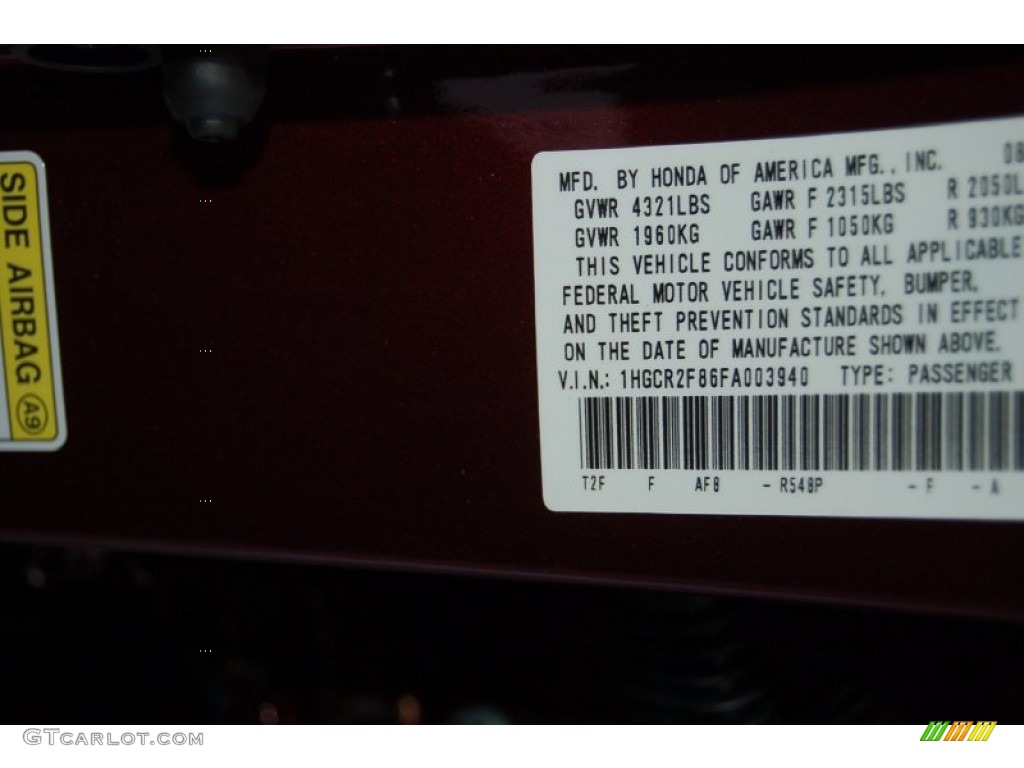 SIDE AIRBAG A9
MFD. BY HONDA OF AMERICA MFG., INC. 08
GVWR 4321LBS GAWR F 2315LBS R 2050L
GVWR 1960KG GAWR F 1050KG R 930KG
THIS VEHICLE CONFORMS TO ALL APPLICABLE
FEDERAL MOTOR VEHICLE SAFETY, BUMPER,
AND THEFT PREVENTION STANDARDS IN EFFECT
ON THE DATE OF MANUFACTURE SHOWN ABOVE.
V.I.N.: 1HGCR2F86FA003940 TYPE: PASSENGER
T2F F AF8 - R548P - F - A
GTCARLOT.COM